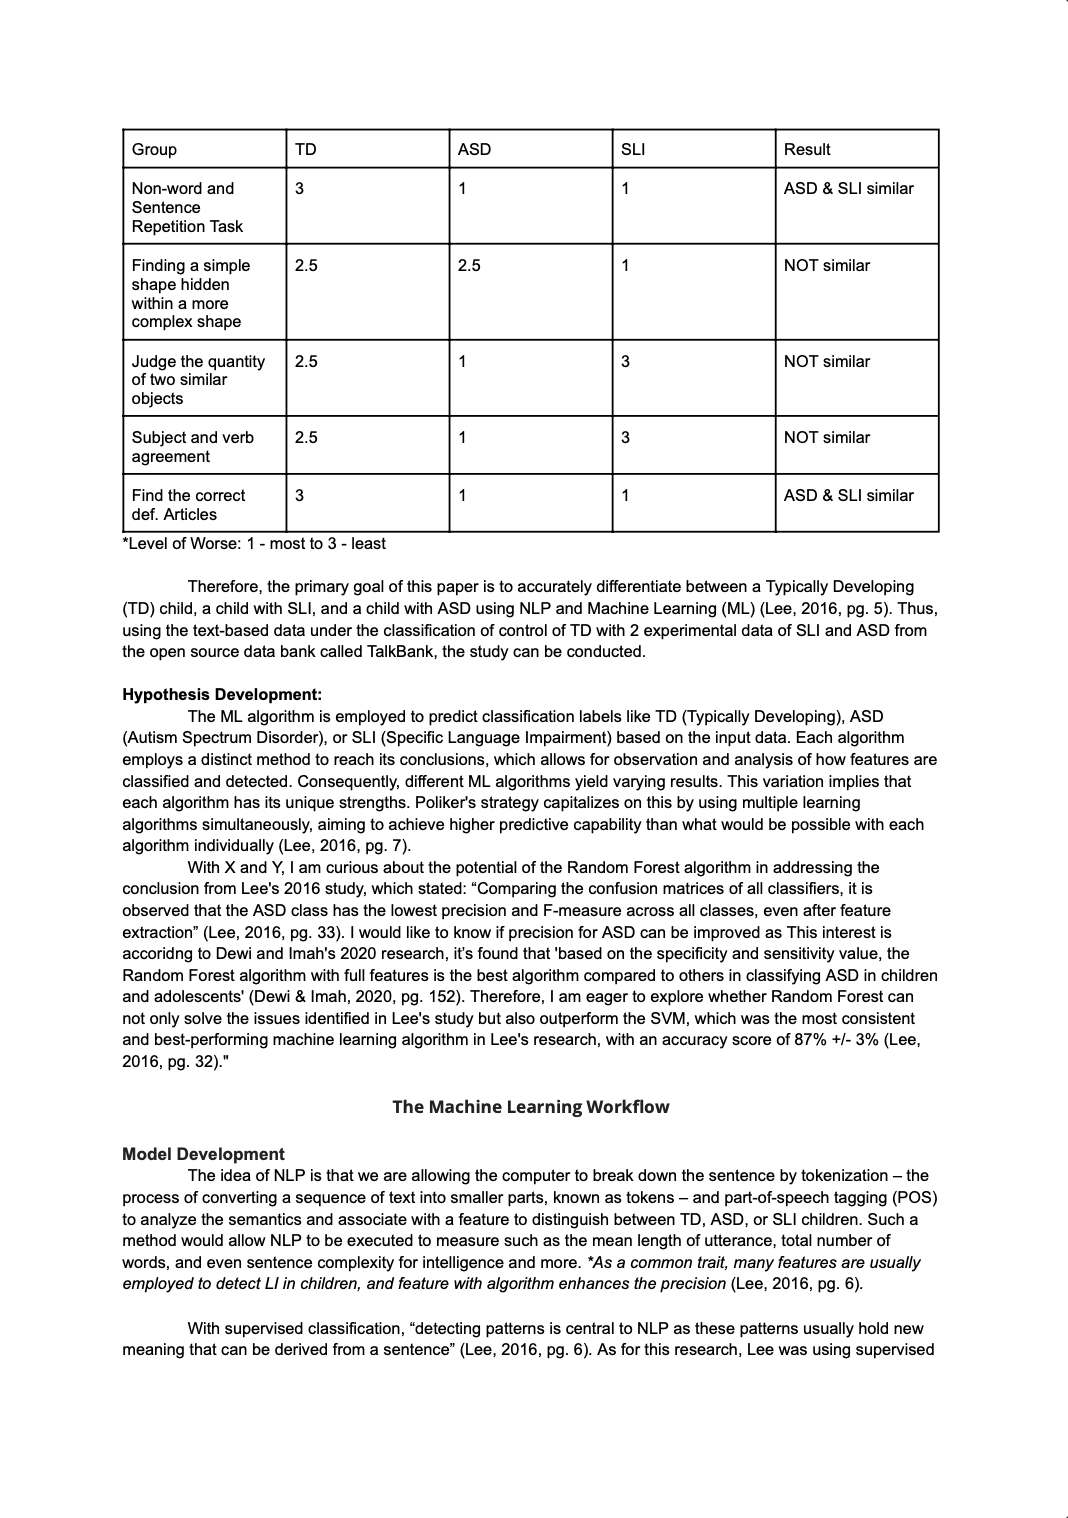 Group TD ASD SLI Result
Non-word and 3 1 1 ASD & SLI similar
Sentence
Repetition Task
Finding a simple 2.5 2.5 1 NOT similar
shape hidden
within a more
complex shape
Judge the quantity 2.5 1 3 NOT similar
of two similar
objects
Subject and verb 2.5 1 3 NOT similar
agreement
Find the correct 3 1 1 ASD & SLI similar
def. Articles
*Level of Worse: 1 - most to 3 - least
Therefore, the primary goal of this paper is to accurately differentiate between a Typically Developing
(TD) child, a child with SLI, and a child with ASD using NLP and Machine Learning (ML) (Lee, 2016, pg. 5). Thus,
using the text-based data under the classification of control of TD with 2 experimental data of SLI and ASD from
the open source data bank called TalkBank, the study can be conducted.
Hypothesis Development:
The ML algorithm is employed to predict classification labels like TD (Typically Developing), ASD
(Autism Spectrum Disorder), or SLI (Specific Language Impairment) based on the input data. Each algorithm
employs a distinct method to reach its conclusions, which allows for observation and analysis of how features are
classified and detected. Consequently, different ML algorithms yield varying results. This variation implies that
each algorithm has its unique strengths. Poliker's strategy capitalizes on this by using multiple learning
algorithms simultaneously, aiming to achieve higher predictive capability than what would be possible with each
algorithm individually (Lee, 2016, pg. 7).
With X and Y, I am curious about the potential of the Random Forest algorithm in addressing the
conclusion from Lee's 2016 study, which stated: “Comparing the confusion matrices of all classifiers, it is
observed that the ASD class has the lowest precision and F-measure across all classes, even after feature
extraction” (Lee, 2016, pg. 33). I would like to know if precision for ASD can be improved as This interest is
accoridng to Dewi and Imah's 2020 research, it’s found that 'based on the specificity and sensitivity value, the
Random Forest algorithm with full features is the best algorithm compared to others in classifying ASD in children
and adolescents' (Dewi & Imah, 2020, pg. 152). Therefore, I am eager to explore whether Random Forest can
not only solve the issues identified in Lee's study but also outperform the SVM, which was the most consistent
and best-performing machine learning algorithm in Lee's research, with an accuracy score of 87% +/- 3% (Lee,
2016, pg. 32)."
The Machine Learning Workflow
Model Development
The idea of NLP is that we are allowing the computer to break down the sentence by tokenization – the
process of converting a sequence of text into smaller parts, known as tokens – and part-of-speech tagging (POS)
to analyze the semantics and associate with a feature to distinguish between TD, ASD, or SLI children. Such a
method would allow NLP to be executed to measure such as the mean length of utterance, total number of
words, and even sentence complexity for intelligence and more. *As a common trait, many features are usually
employed to detect LI in children, and feature with algorithm enhances the precision (Lee, 2016, pg. 6).
With supervised classification, “detecting patterns is central to NLP as these patterns usually hold new
meaning that can be derived from a sentence” (Lee, 2016, pg. 6). As for this research, Lee was using supervised